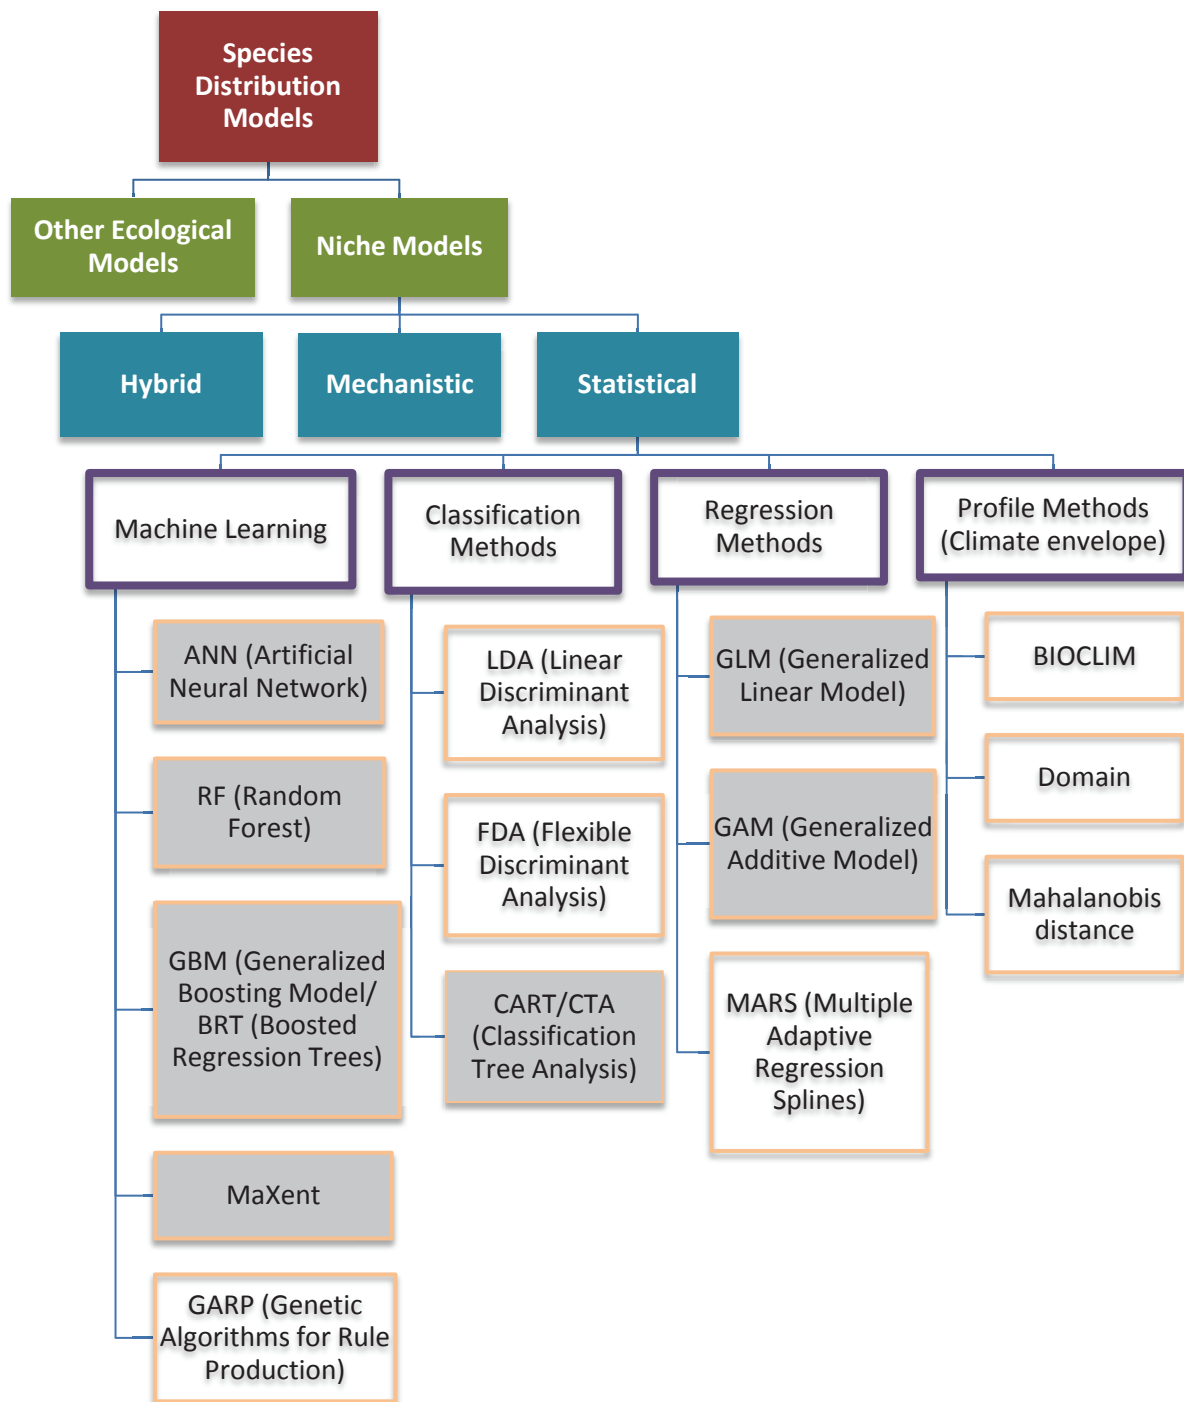 Species
Distribution
Models
Other Ecological
Models
Niche Models
Hybrid
Mechanistic
Statistical
Machine Learning
Classification
Methods
Regression
Methods
Profile Methods
(Climate envelope)
ANN (Artificial
Neural Network)
RF (Random
Forest)
GBM (Generalized
Boosting Model/
BRT (Boosted
Regression Trees)
MaXent
GARP (Genetic
Algorithms for Rule
Production)
LDA (Linear
Discriminant
Analysis)
FDA (Flexible
Discriminant
Analysis)
CART/CTA
(Classification
Tree Analysis)
GLM (Generalized
Linear Model)
GAM (Generalized
Additive Model)
MARS (Multiple
Adaptive
Regression
Splines)
BIOCLIM
Domain
Mahalanobis
distance